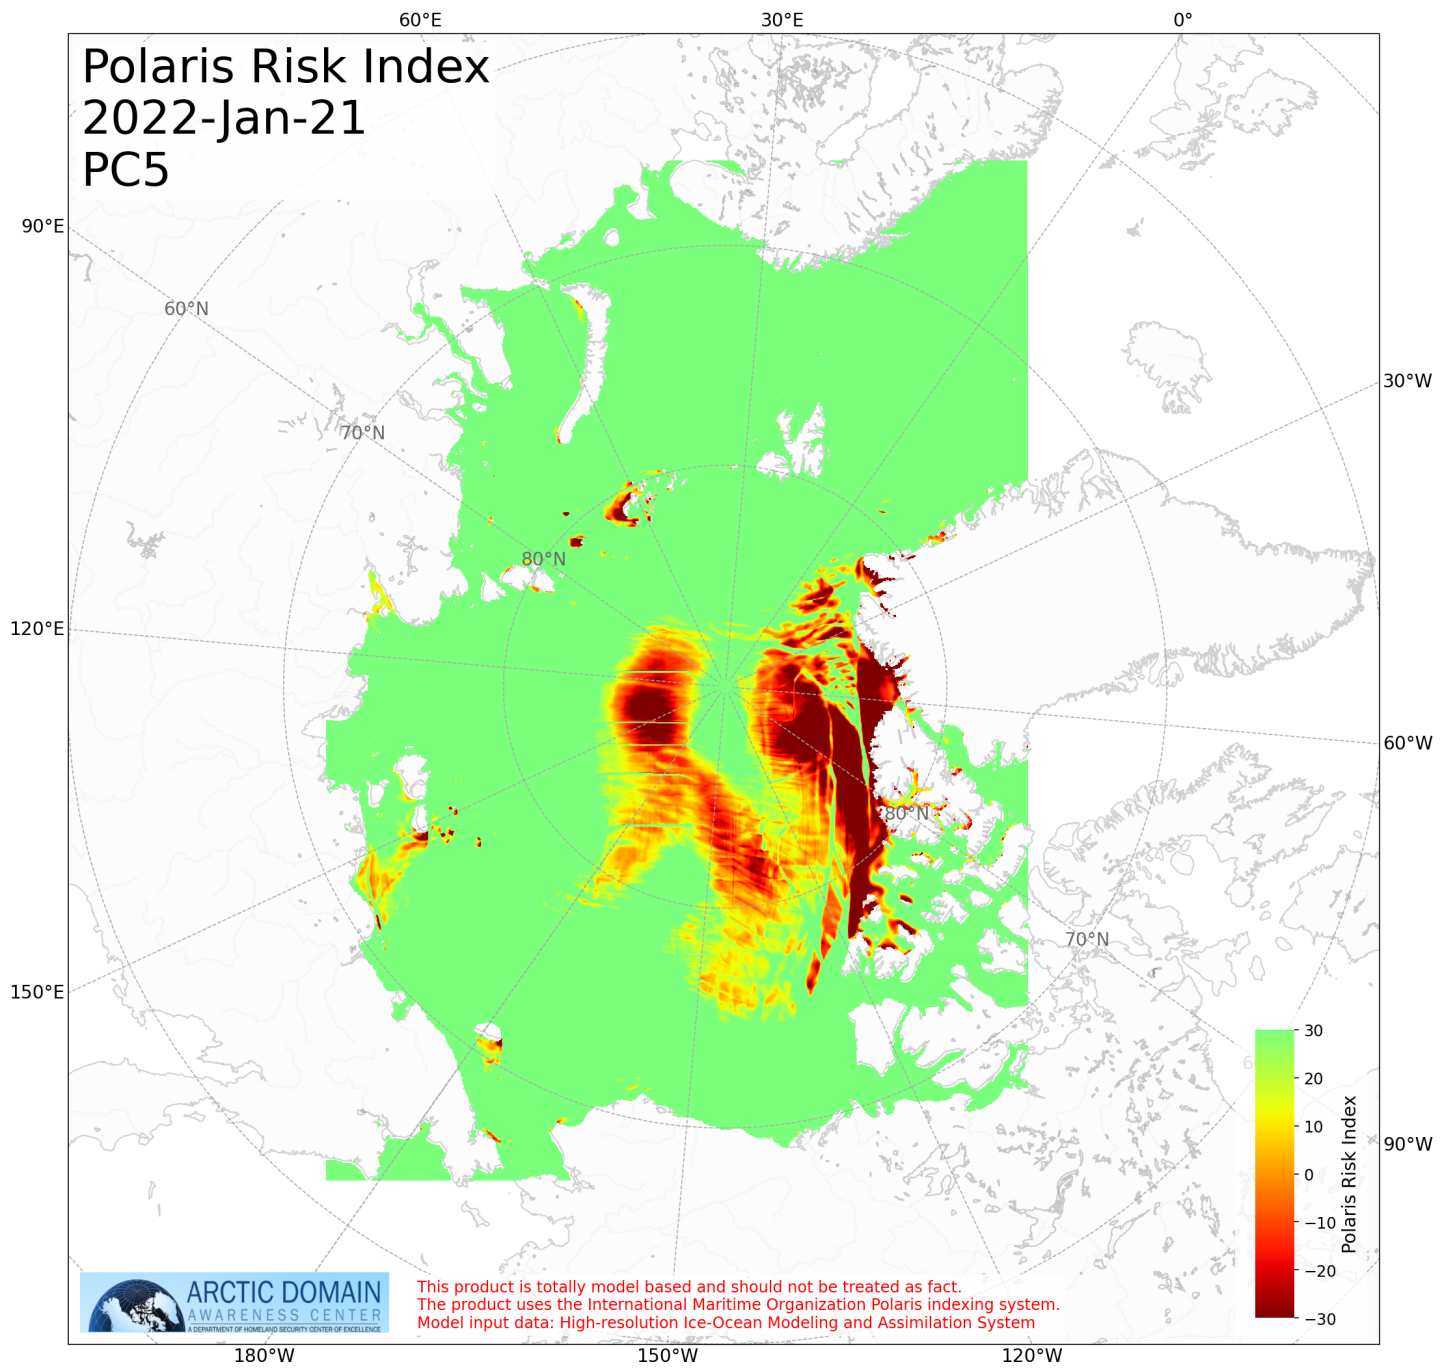 60°E
30°E
0°
Polaris Risk Index
2022-Jan-21
PC5
90°E
60°N
30°W
70°N
80°N
120°E
60°W
80°N
70°N
150°E
30
20
10
0
−10
−20
−30
Polaris Risk Index
90°W
ARCTIC DOMAIN
AWARENESS CENTER
A DEPARTMENT OF HOMELAND SECURITY CENTER OF EXCELLENCE
This product is totally model based and should not be treated as fact.
The product uses the International Maritime Organization Polaris indexing system.
Model input data: High-resolution Ice-Ocean Modeling and Assimilation System
180°W
150°W
120°W